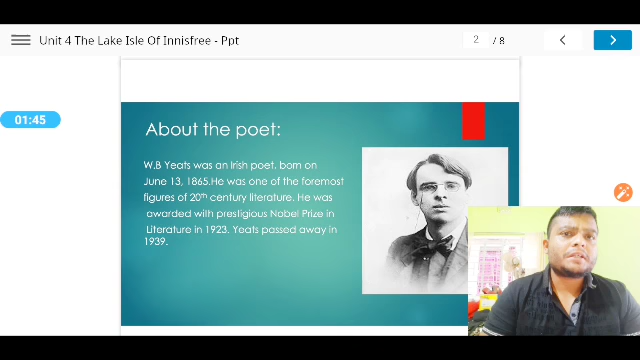 Unit 4 The Lake Isle Of Innisfree - Ppt
2 / 8
01:45
About the poet:
W.B Yeats was an Irish poet, born on
June 13, 1865.He was one of the foremost
figures of 20th century literature. He was
awarded with prestigious Nobel Prize in
Literature in 1923. Yeats passed away in
1939.